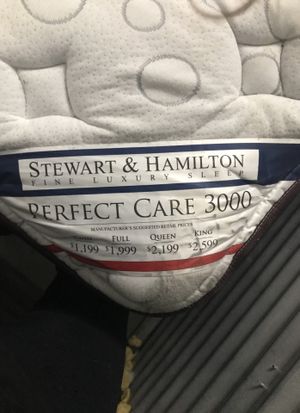 STEWART & HAMILTON
FINE LUXURY SLEEP
PERFECT CARE 3000
MANUFACTURER'S SUGGESTED RETAIL PRICES
FULL QUEEN KING
$1,199 $1,999 $2,199 $2,599